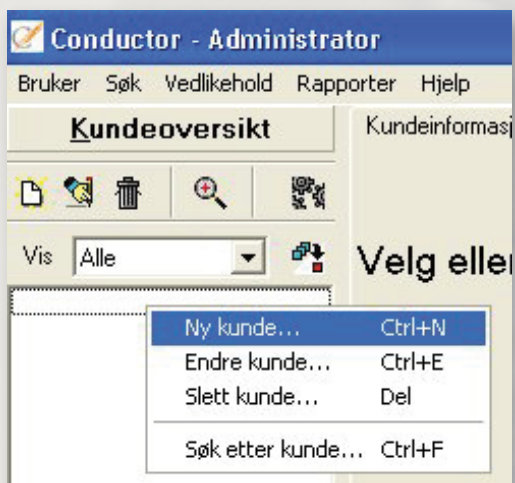 Conductor - Administrator
Bruker Søk Vedlikehold Rapporter Hjelp
Kundeoversikt
Kundeinformasj
Vis Alle
Velg eller
Ny kunde... Ctrl+N
Endre kunde... Ctrl+E
Slett kunde... Del
Søk etter kunde... Ctrl+F